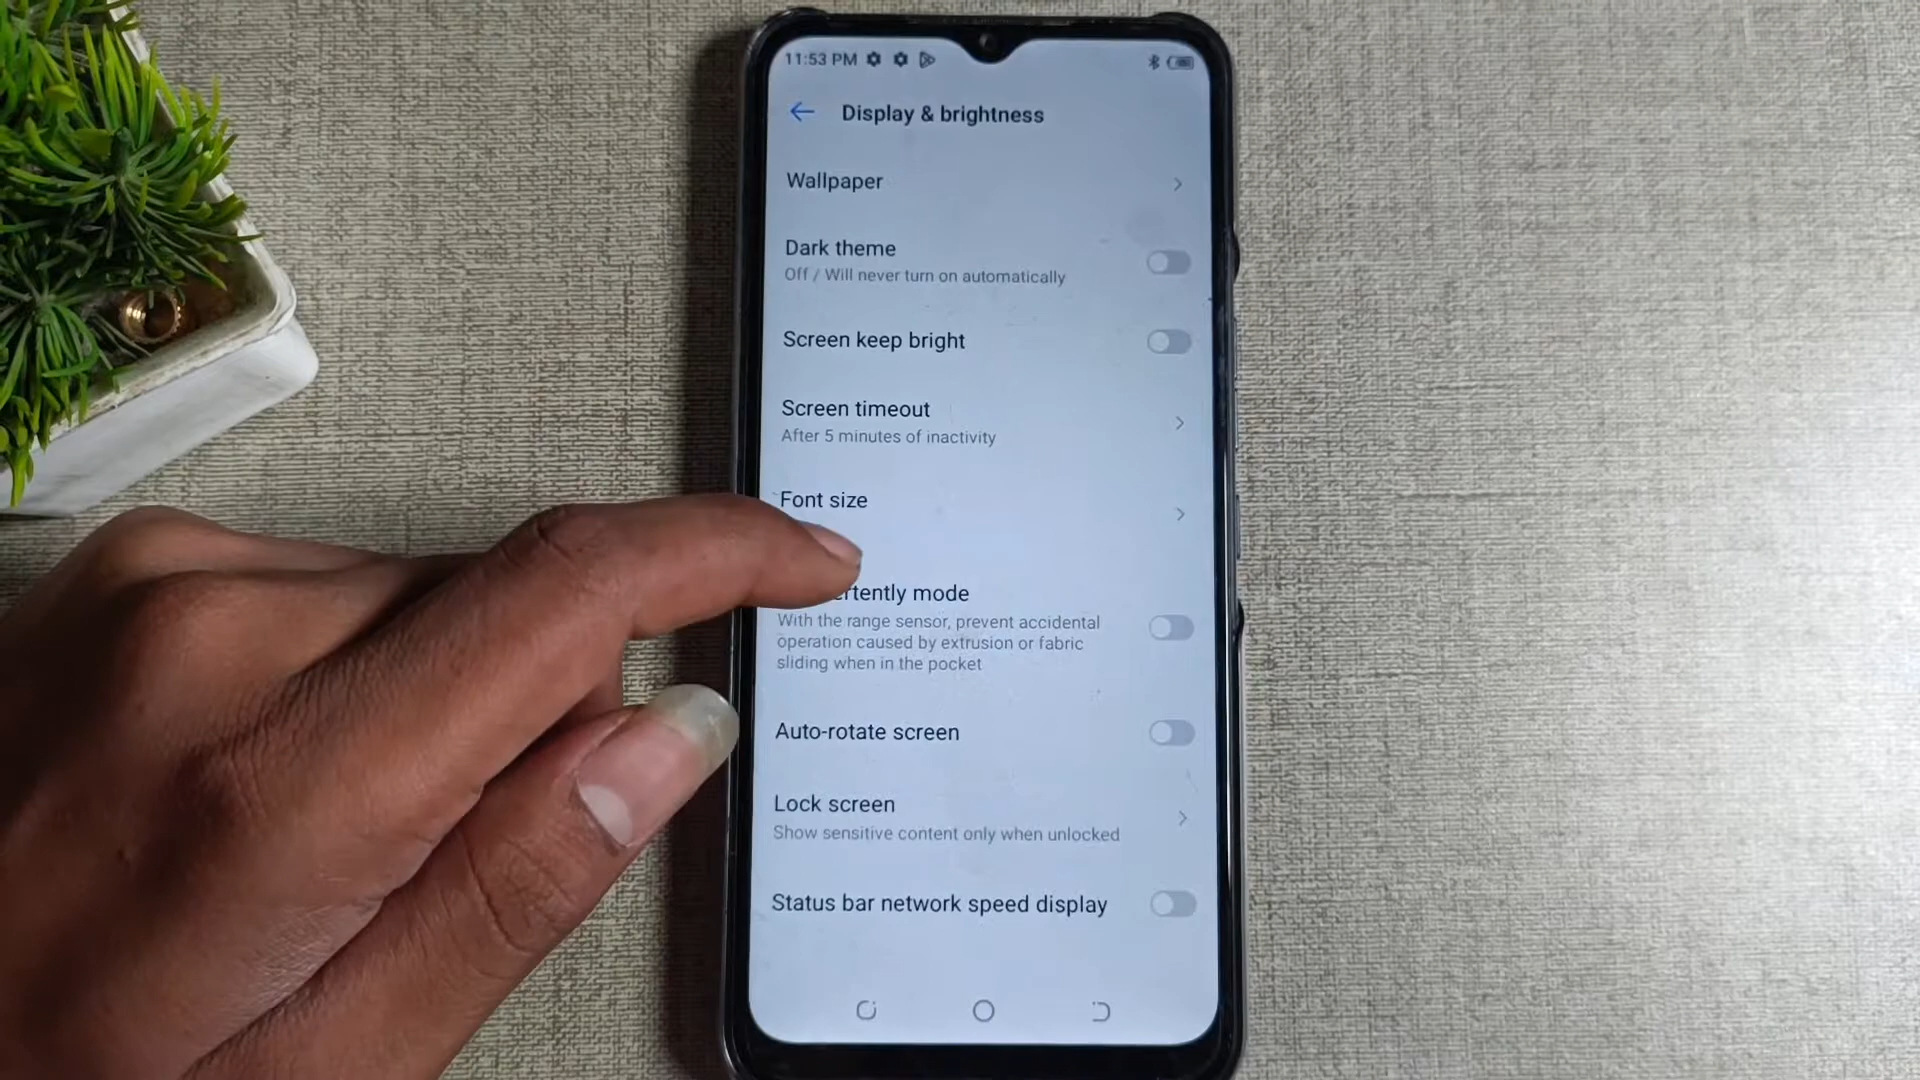 11:53 PM
Display & brightness
Wallpaper
Dark theme
Off / Will never turn on automatically
Screen keep bright
Screen timeout
After 5 minutes of inactivity
Font size
rtently mode
With the range sensor, prevent accidental
operation caused by extrusion or fabric
sliding when in the pocket
Auto-rotate screen
Lock screen
Show sensitive content only when unlocked
Status bar network speed display